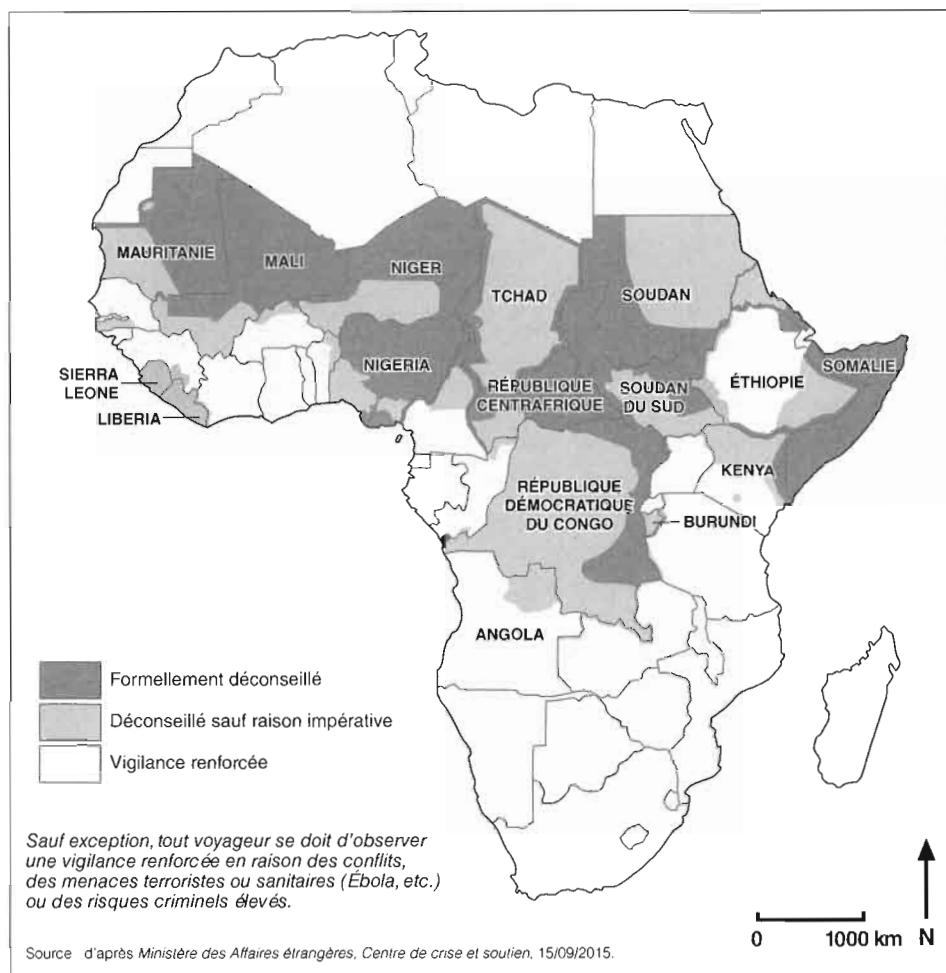 MAURITANIE
MALI
NIGER
TCHAD
SOUDAN
NIGERIA
SIERRA
LEONE
LIBERIA
RÉPUBLIQUE
CENTRAFRIQUE
SOUDAN
DU SUD
ÉTHIOPIE
SOMALIE
KENYA
RÉPUBLIQUE
DÉMOCRATIQUE
DU CONGO
BURUNDI
ANGOLA
Formellement déconseillé
Déconseillé sauf raison impérative
Vigilance renforcée
Sauf exception, tout voyageur se doit d'observer
une vigilance renforcée en raison des conflits,
des menaces terroristes ou sanitaires (Ébola, etc.)
ou des risques criminels élevés.
0 1000 km N
Source d'après Ministère des Affaires étrangères, Centre de crise et soutien, 15/09/2015.